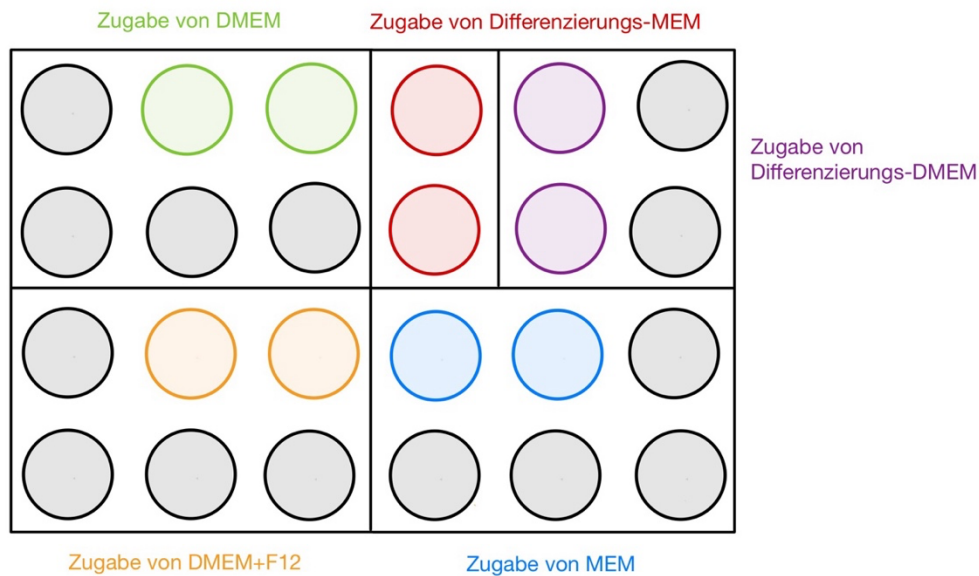 Zugabe von DMEM
Zugabe von Differenzierungs-MEM
Zugabe von
Differenzierungs-DMEM
Zugabe von DMEM+F12
Zugabe von MEM